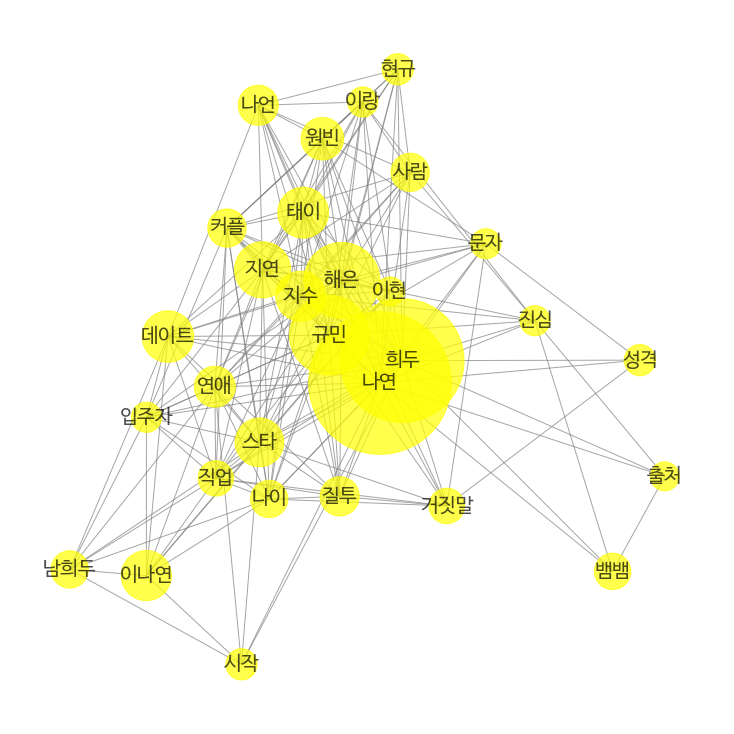 현규
나언
이랑
원빈
사람
태이
커플
문자
지연
해은
이현
지수
진심
데이트
규민
희두
성격
나연
연애
입주자
스타
출처
직업
나이
질투
거짓말
남희두
이나연
뱀뱀
시작